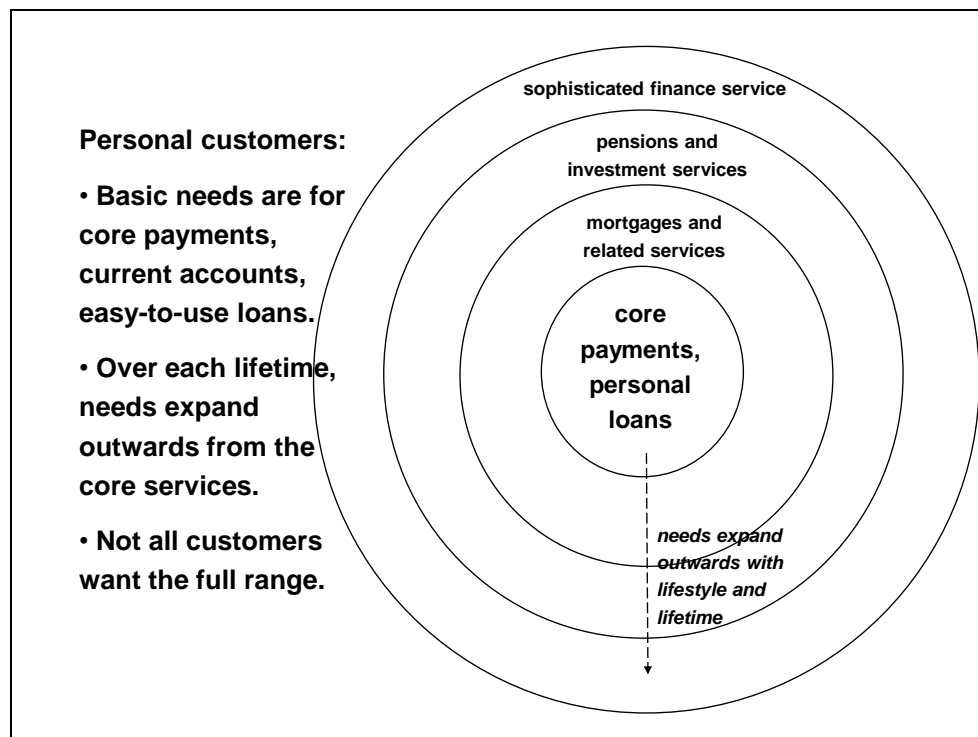 Personal customers:
• Basic needs are for
core payments,
current accounts,
easy-to-use loans.
• Over each lifetime,
needs expand
outwards from the
core services.
• Not all customers
want the full range.
sophisticated finance service
pensions and
investment services
mortgages and
related services
core
payments,
personal
loans
needs expand
outwards with
lifestyle and
lifetime